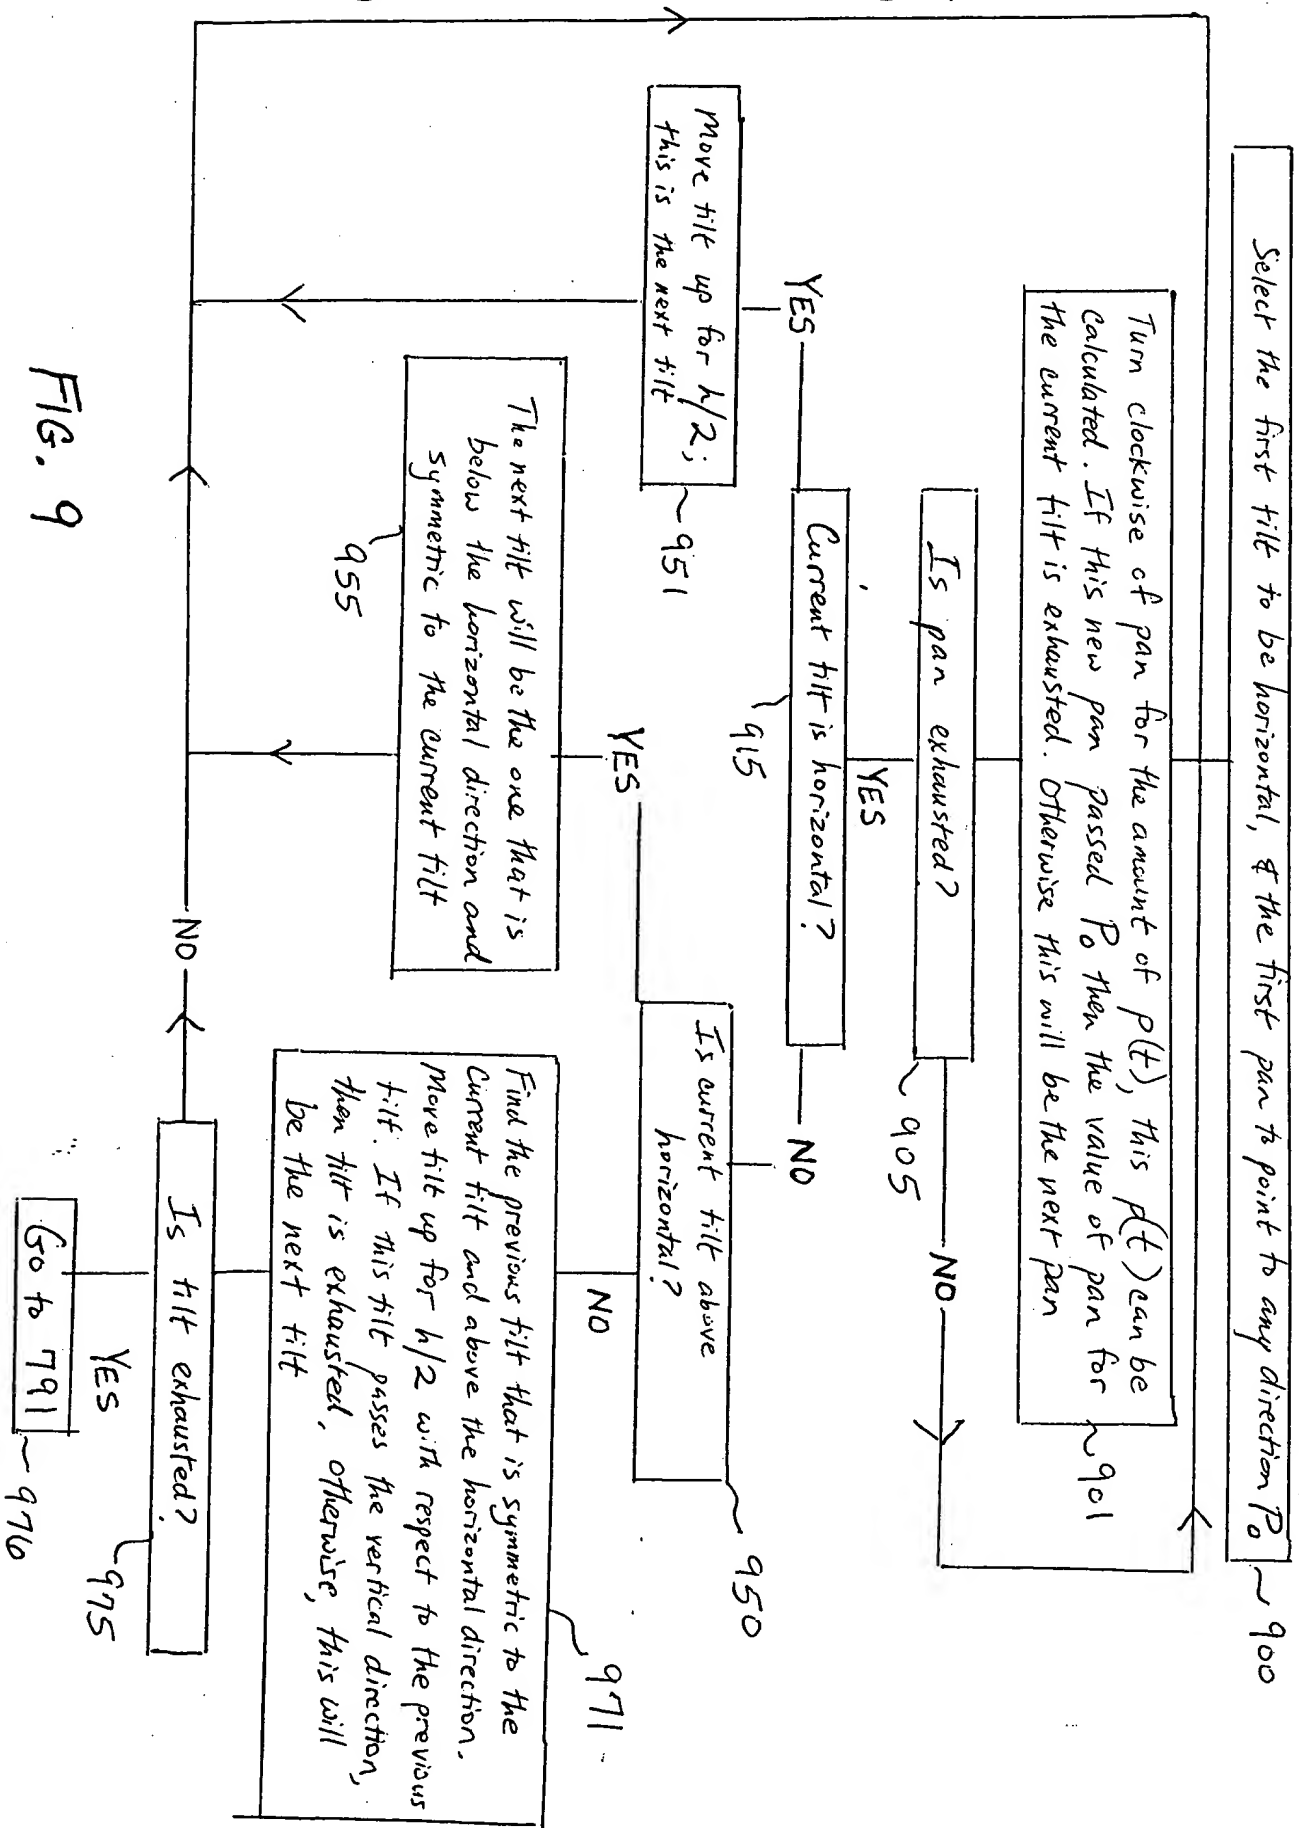 Select the first tilt to be horizontal, & the first pan to point to any direction P₀
900
Turn clockwise of pan for the amount of p(t), this p(t) can be
calculated. If this new pan passed P₀ then the value of pan for
the current tilt is exhausted. Otherwise this will be the next pan
901
Is pan exhausted?
905
NO
YES
Current tilt is horizontal?
915
YES
NO
Move tilt up for h/2;
this is the next tilt
951
Is current tilt above
horizontal?
950
YES
NO
The next tilt will be the one that is
below the horizontal direction and
symmetric to the current tilt
955
Find the previous tilt that is symmetric to the
current tilt and above the horizontal direction.
Move tilt up for h/2 with respect to the previous
tilt. If this tilt passes the vertical direction,
then tilt is exhausted, otherwise, this will
be the next tilt
971
Is tilt exhausted?
975
NO
YES
Go to 791
976
FIG. 9